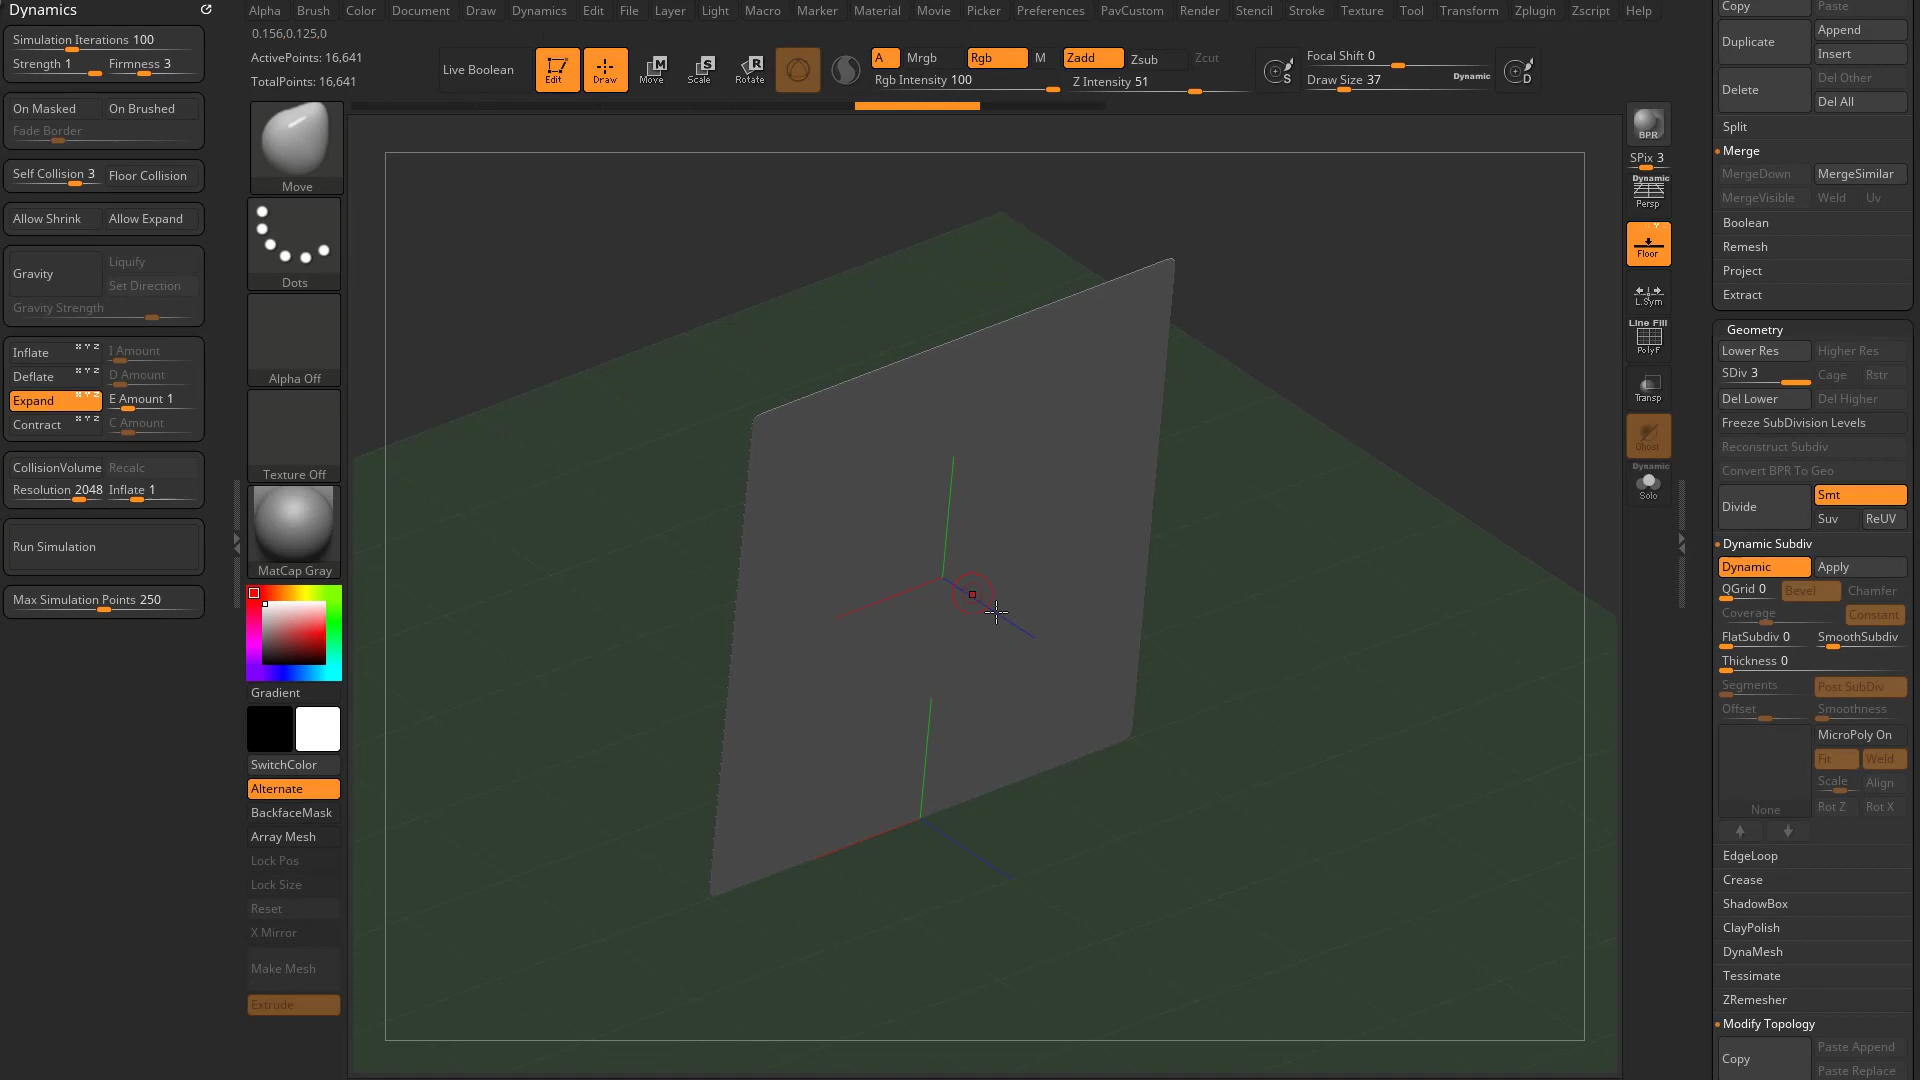 Dynamics
Simulation Iterations 100
Strength 1 Firmness 3
On Masked On Brushed
Fade Border
Self Collision 3 Floor Collision
Allow Shrink Allow Expand
Gravity Liquify
Set Direction
Gravity Strength
Inflate X Y Z I Amount
Deflate X Y Z D Amount
Expand X Y Z E Amount 1
Contract X Y Z C Amount
CollisionVolume Recalc
Resolution 2048 Inflate 1
Run Simulation
Max Simulation Points 250
Alpha Brush Color Document Draw Dynamics Edit File Layer Light Macro Marker Material Movie Picker Preferences PavCustom Render Stencil Stroke Texture Tool Transform Zplugin Zscript Help
0.156,0.125,0
ActivePoints: 16,641
TotalPoints: 16,641
Live Boolean
Edit Draw Move Scale Rotate
M S R
A Mrgb Rgb M Zadd Zsub Zcut
Rgb Intensity 100 Z Intensity 51
S
Focal Shift 0
Draw Size 37 Dynamic
D
Move
Dots
Alpha Off
Texture Off
MatCap Gray
Gradient
SwitchColor
Alternate
BackfaceMask
Array Mesh
Lock Pos
Lock Size
Reset
X Mirror
Make Mesh
Extrude
BPR
SPix 3
Dynamic
Persp
Floor
L.Sym
Line Fill
PolyF
Transp
Ghost
Dynamic
Solo
Copy Paste
Duplicate Append
Insert
Delete Del Other
Del All
Split
Merge
MergeDown MergeSimilar
MergeVisible Weld Uv
Boolean
Remesh
Project
Extract
Geometry
Lower Res Higher Res
SDiv 3 Cage Rstr
Del Lower Del Higher
Freeze SubDivision Levels
Reconstruct Subdiv
Convert BPR To Geo
Divide Smt
Suv ReUV
Dynamic Subdiv
Dynamic Apply
QGrid 0 Bevel Chamfer
Coverage Constant
FlatSubdiv 0 SmoothSubdiv
Thickness 0
Segments Post SubDiv
Offset Smoothness
MicroPoly On
Fit Weld
Scale Align
None Rot Z Rot X
EdgeLoop
Crease
ShadowBox
ClayPolish
DynaMesh
Tessimate
ZRemesher
Modify Topology
Copy Paste Append
Paste Replace